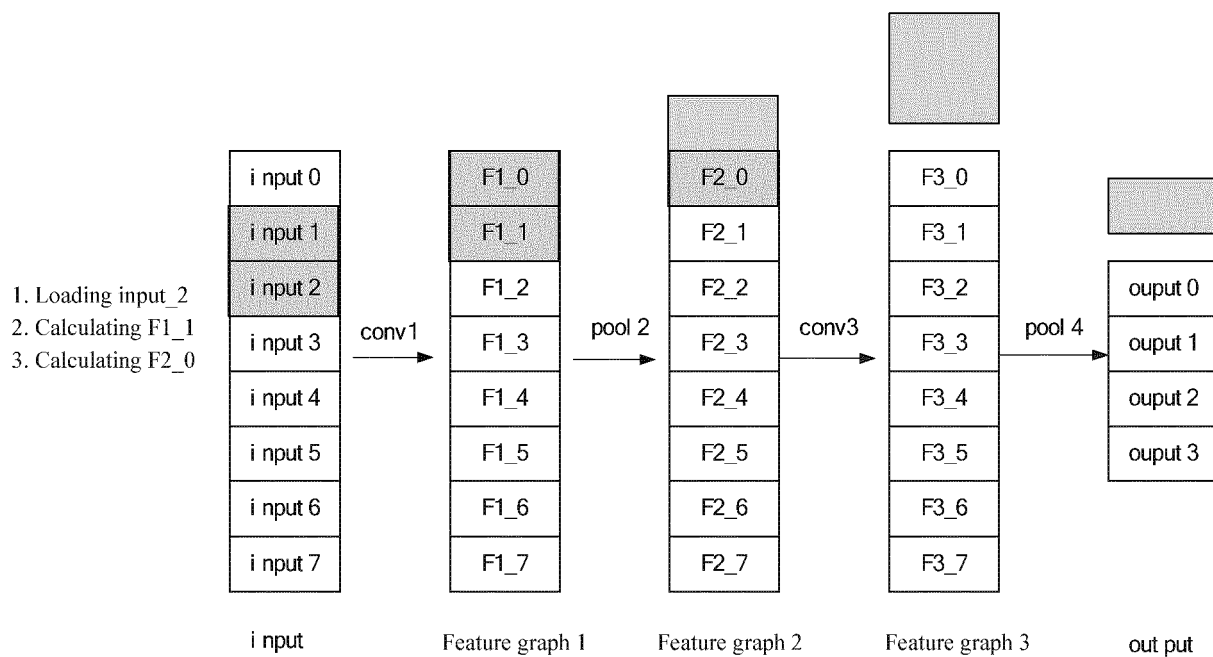 1. Loading input_2
2. Calculating F1_1
3. Calculating F2_0
i nput 0
i nput 1
i nput 2
i nput 3
i nput 4
i nput 5
i nput 6
i nput 7
i nput
conv1
F1_0
F1_1
F1_2
F1_3
F1_4
F1_5
F1_6
F1_7
Feature graph 1
pool 2
F2_0
F2_1
F2_2
F2_3
F2_4
F2_5
F2_6
F2_7
Feature graph 2
conv3
F3_0
F3_1
F3_2
F3_3
F3_4
F3_5
F3_6
F3_7
Feature graph 3
pool 4
ouput 0
ouput 1
ouput 2
ouput 3
out put